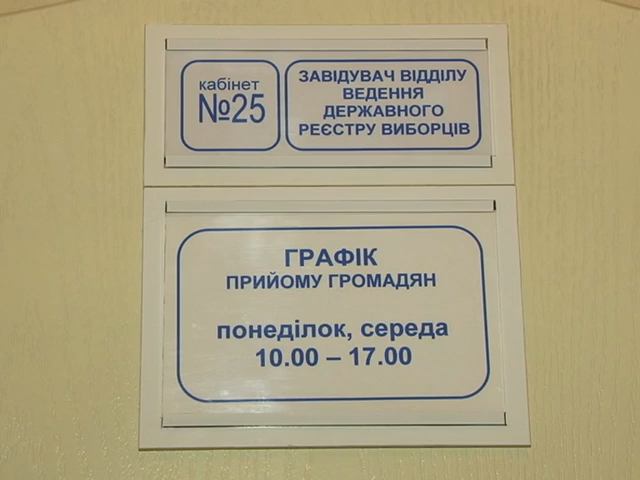 кабінет
№25
ЗАВІДУВАЧ ВІДДІЛУ
ВЕДЕННЯ
ДЕРЖАВНОГО
РЕЄСТРУ ВИБОРЦІВ
ГРАФІК
ПРИЙОМУ ГРОМАДЯН
понеділок, середа
10.00 – 17.00